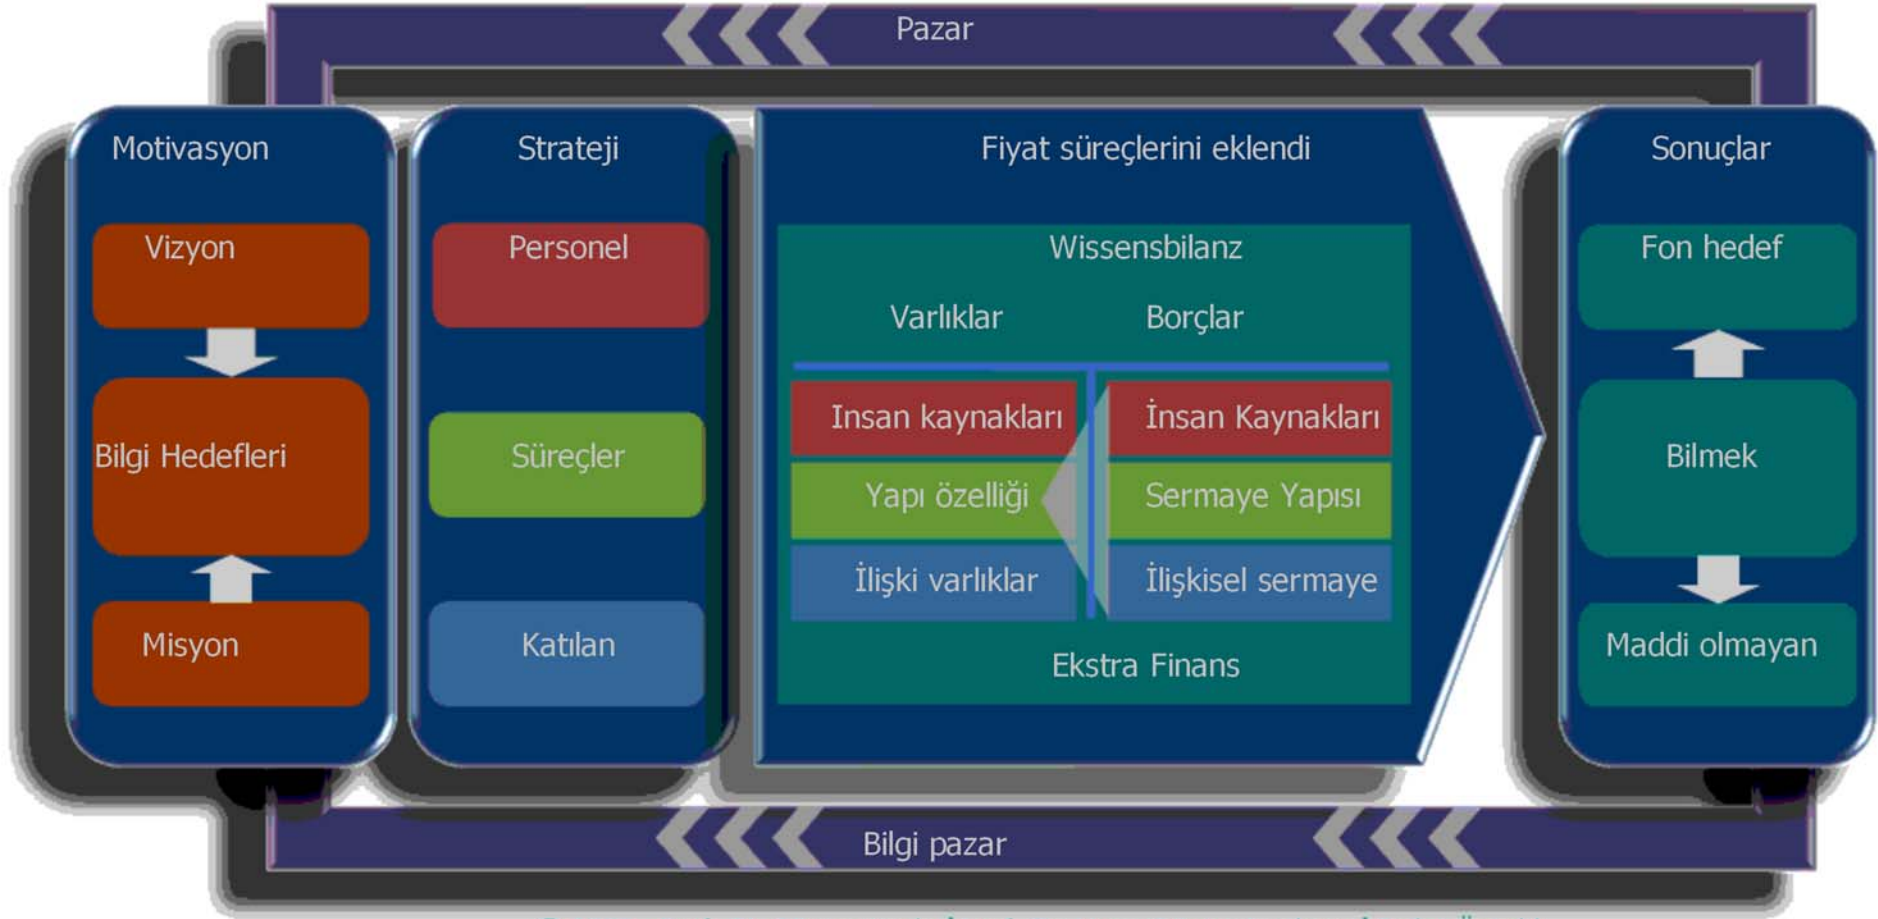 Pazar
Motivasyon
Vizyon
Bilgi Hedefleri
Misyon
Strateji
Personel
Süreçler
Katılan
Fiyat süreçlerini eklendi
Wissensbilanz
Varlıklar Borçlar
Insan kaynakları İnsan Kaynakları
Yapı özelliği Sermaye Yapısı
İlişki varlıklar İlişkisel sermaye
Ekstra Finans
Sonuçlar
Fon hedef
Bilmek
Maddi olmayan
Bilgi pazar